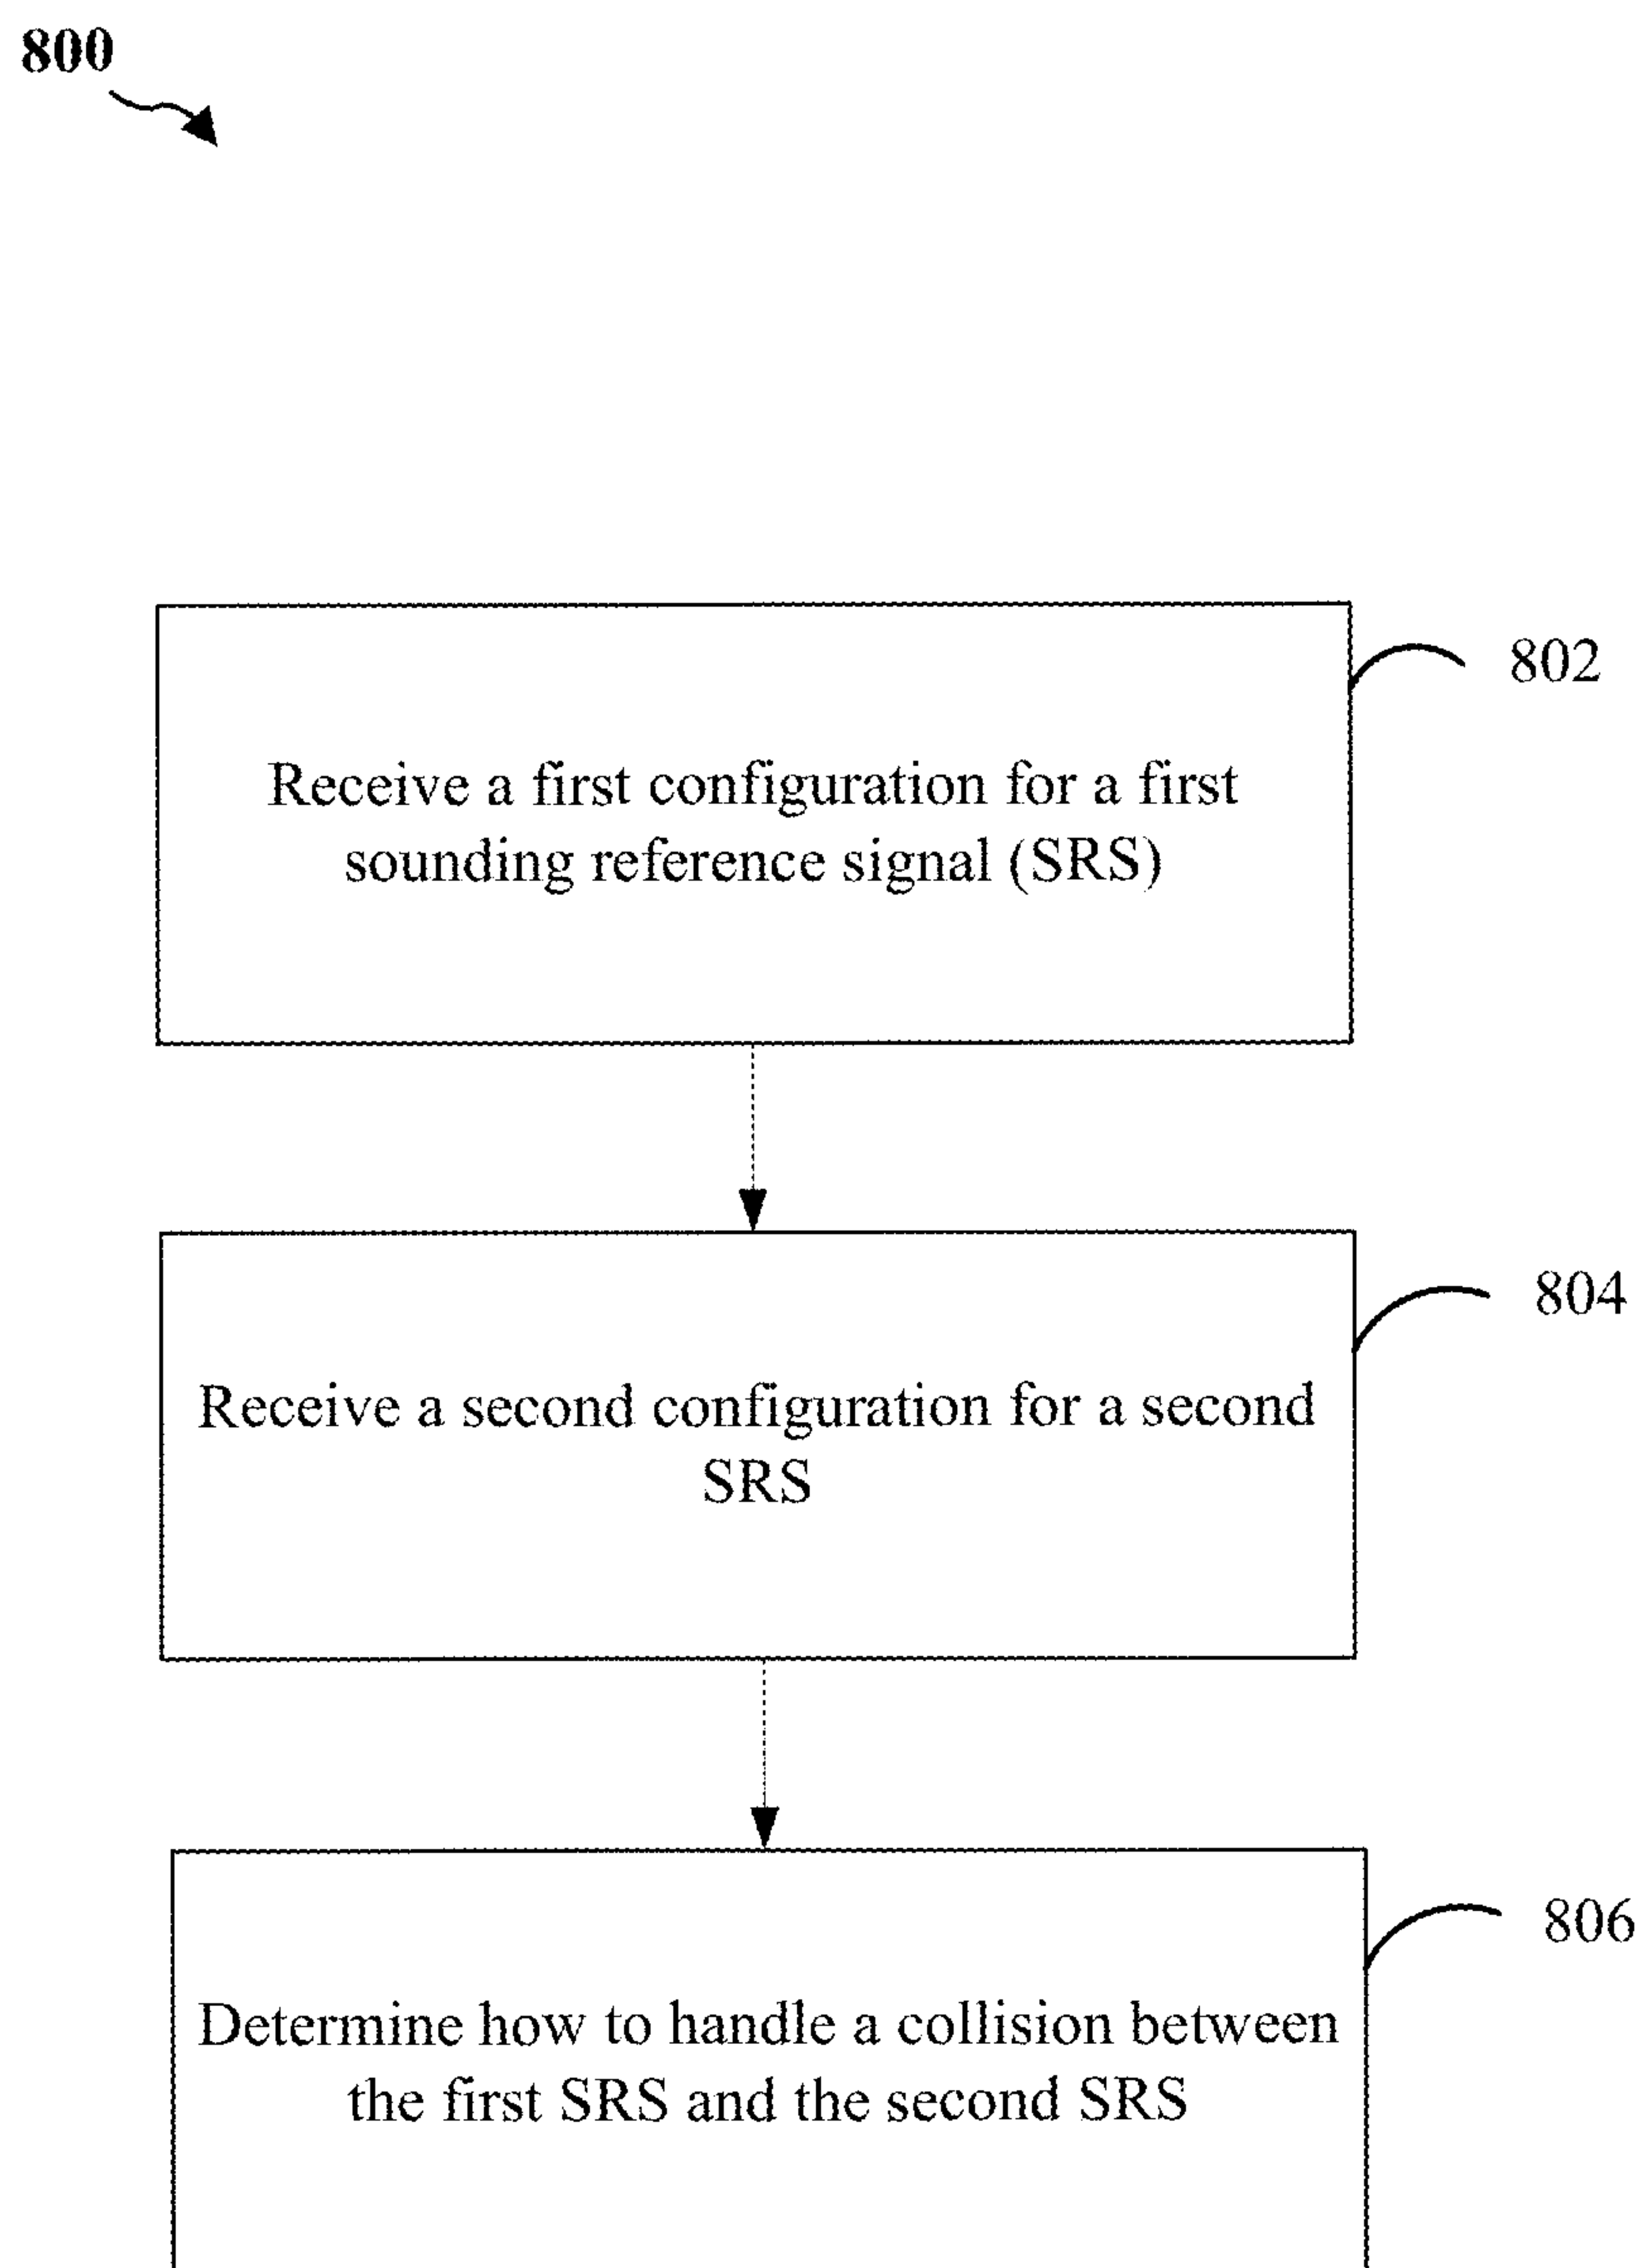 800
802
Receive a first configuration for a first
sounding reference signal (SRS)
804
Receive a second configuration for a second
SRS
806
Determine how to handle a collision between
the first SRS and the second SRS